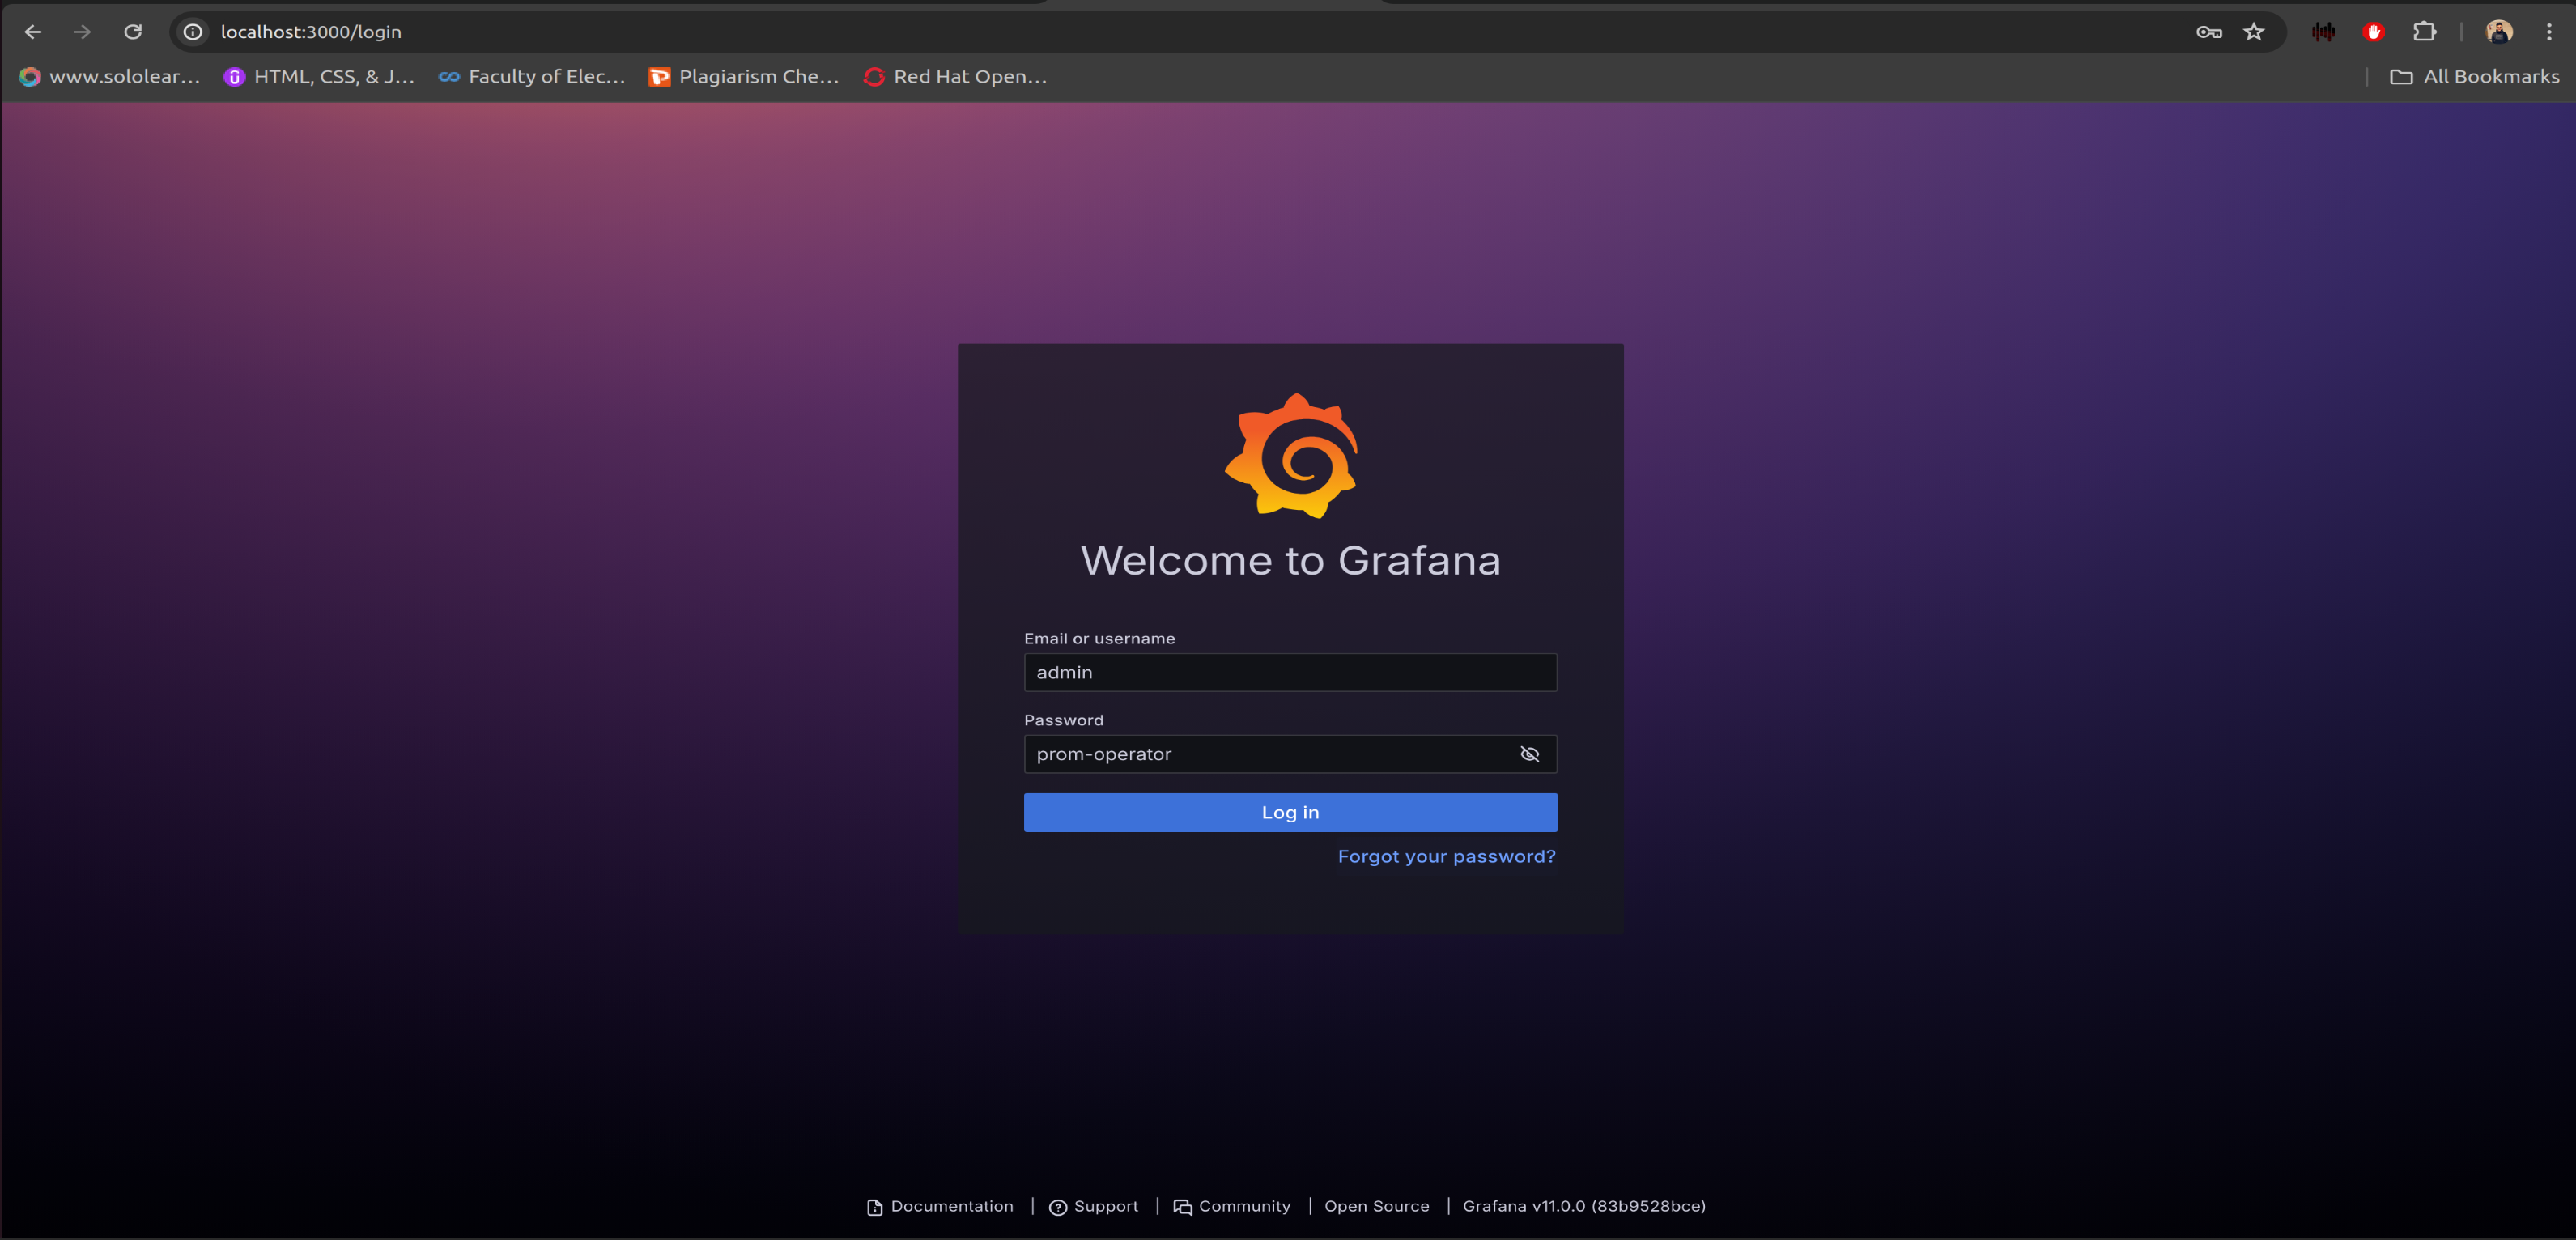 localhost:3000/login
www.sololear... HTML, CSS, & J... Faculty of Elec... Plagiarism Che... Red Hat Open... All Bookmarks
Welcome to Grafana
Email or username
admin
Password
prom-operator
Log in
Forgot your password?
Documentation | Support | Community | Open Source | Grafana v11.0.0 (83b9528bce)